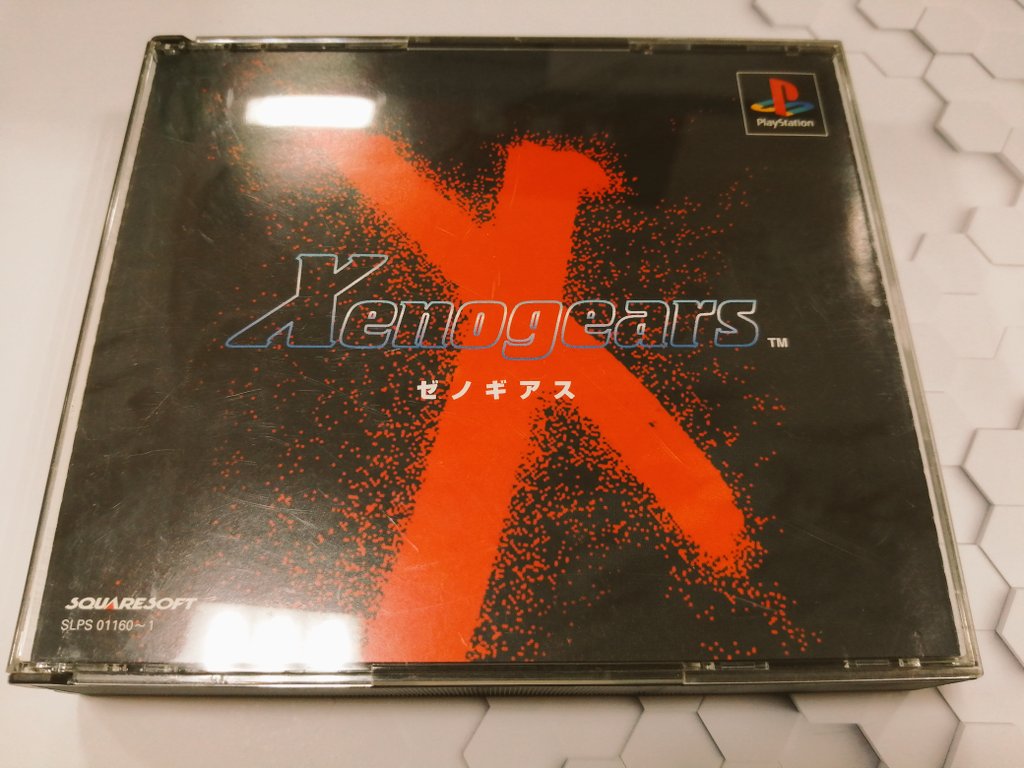 PlayStation
Xenogears™
ゼノギアス
SQUARESOFT
SLPS 01160~1